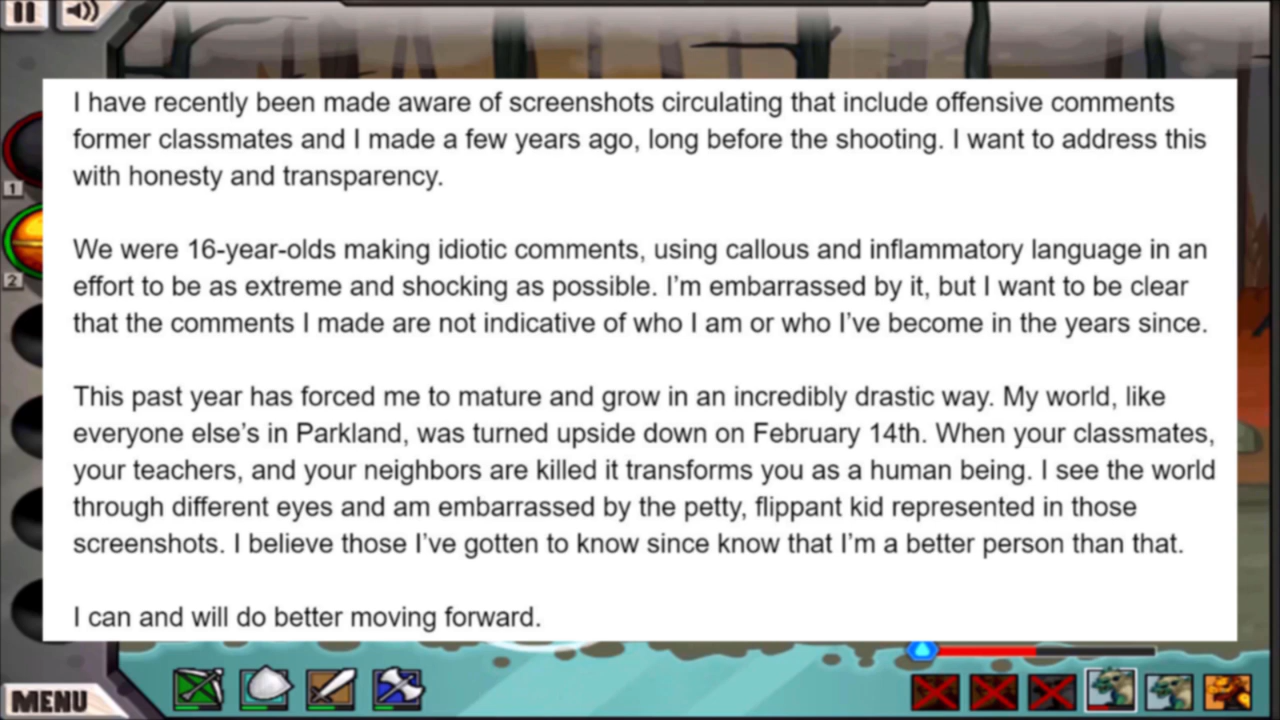 I have recently been made aware of screenshots circulating that include offensive comments
former classmates and I made a few years ago, long before the shooting. I want to address this
with honesty and transparency.
We were 16-year-olds making idiotic comments, using callous and inflammatory language in an
effort to be as extreme and shocking as possible. I'm embarrassed by it, but I want to be clear
that the comments I made are not indicative of who I am or who I've become in the years since.
This past year has forced me to mature and grow in an incredibly drastic way. My world, like
everyone else's in Parkland, was turned upside down on February 14th. When your classmates,
your teachers, and your neighbors are killed it transforms you as a human being. I see the world
through different eyes and am embarrassed by the petty, flippant kid represented in those
screenshots. I believe those I've gotten to know since know that I'm a better person than that.
I can and will do better moving forward.
1
2
MENU